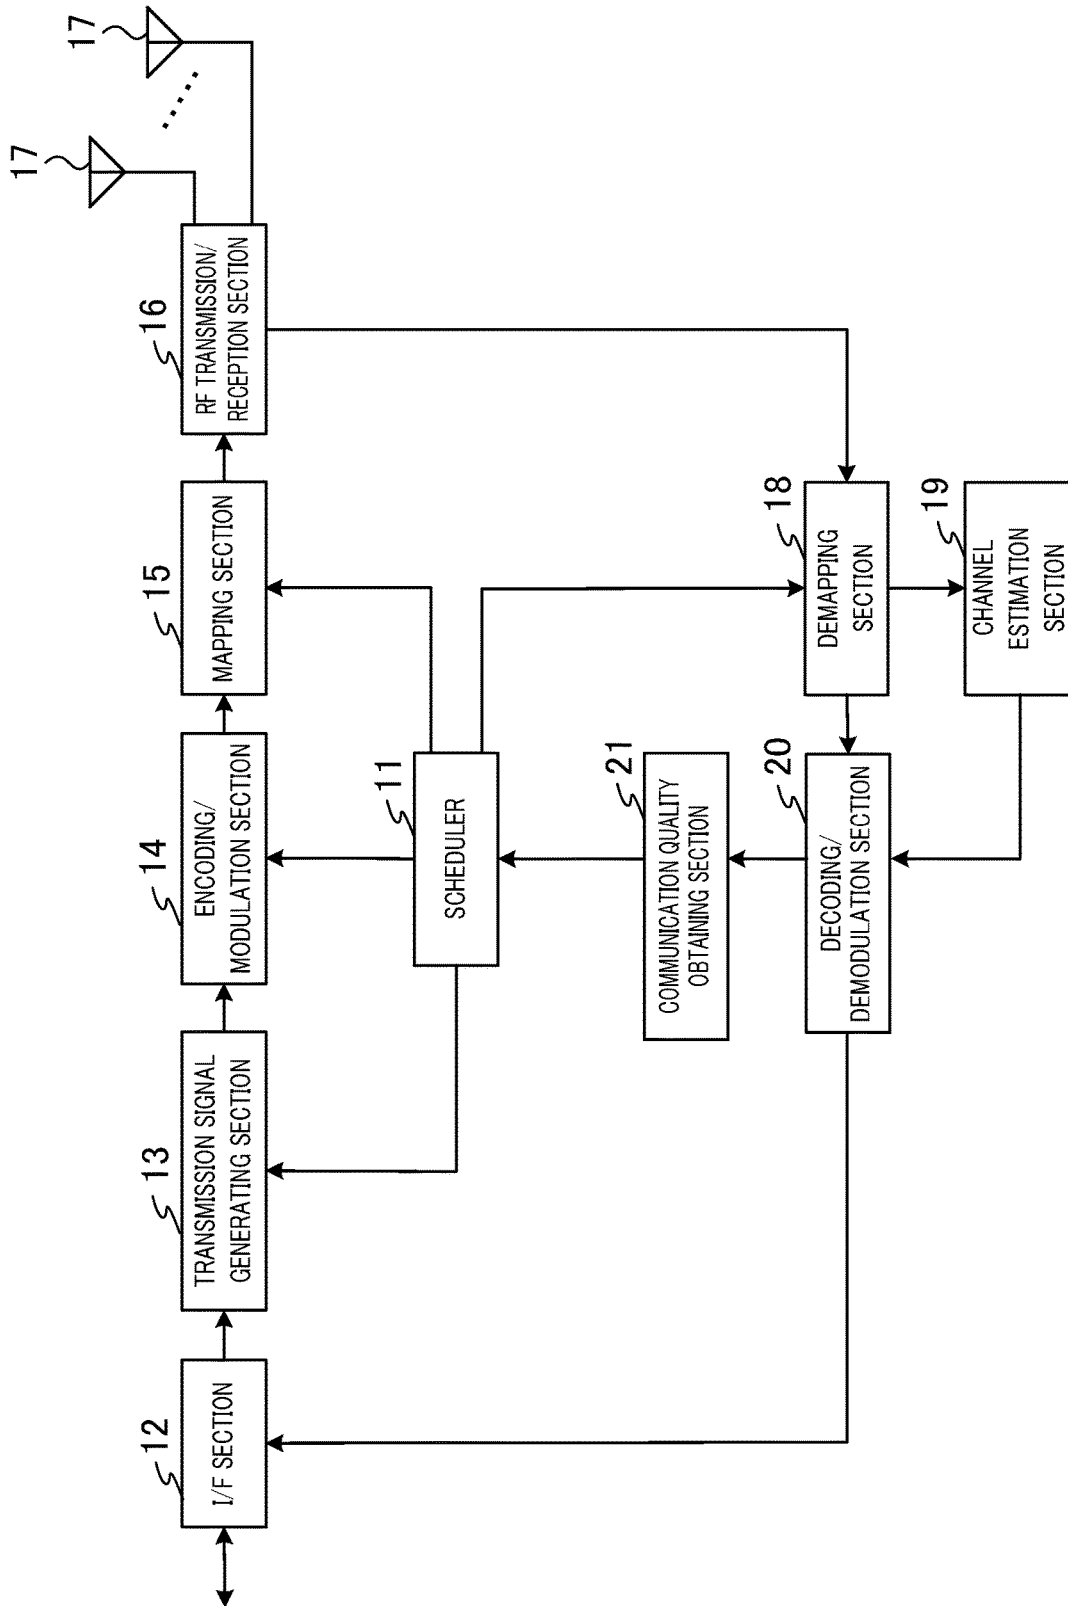 17
17
16
RF TRANSMISSION/
RECEPTION SECTION
15
MAPPING SECTION
14
ENCODING/
MODULATION SECTION
13
TRANSMISSION SIGNAL
GENERATING SECTION
12
I/F SECTION
11
SCHEDULER
21
COMMUNICATION QUALITY
OBTAINING SECTION
18
DEMAPPING
SECTION
20
DECODING/
DEMODULATION SECTION
19
CHANNEL
ESTIMATION
SECTION